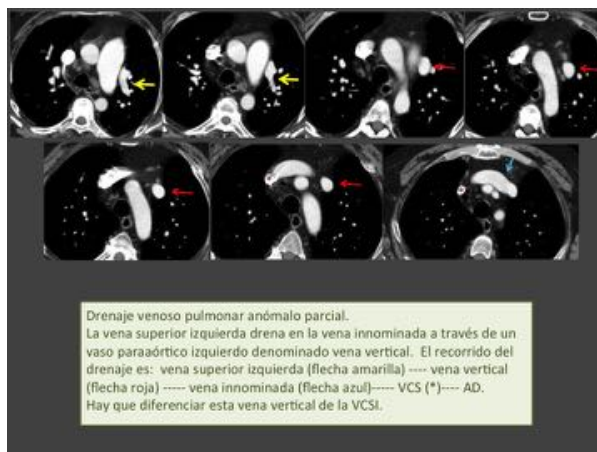 Drenaje venoso pulmonar anómalo parcial.
La vena superior izquierda drena en la vena innominada a través de un
vaso paraaórtico izquierdo denominado vena vertical. El recorrido del
drenaje es: vena superior izquierda (flecha amarilla) ---- vena vertical
(flecha roja) ----- vena innominada (flecha azul)----- VCS (*)---- AD.
Hay que diferenciar esta vena vertical de la VCSI.